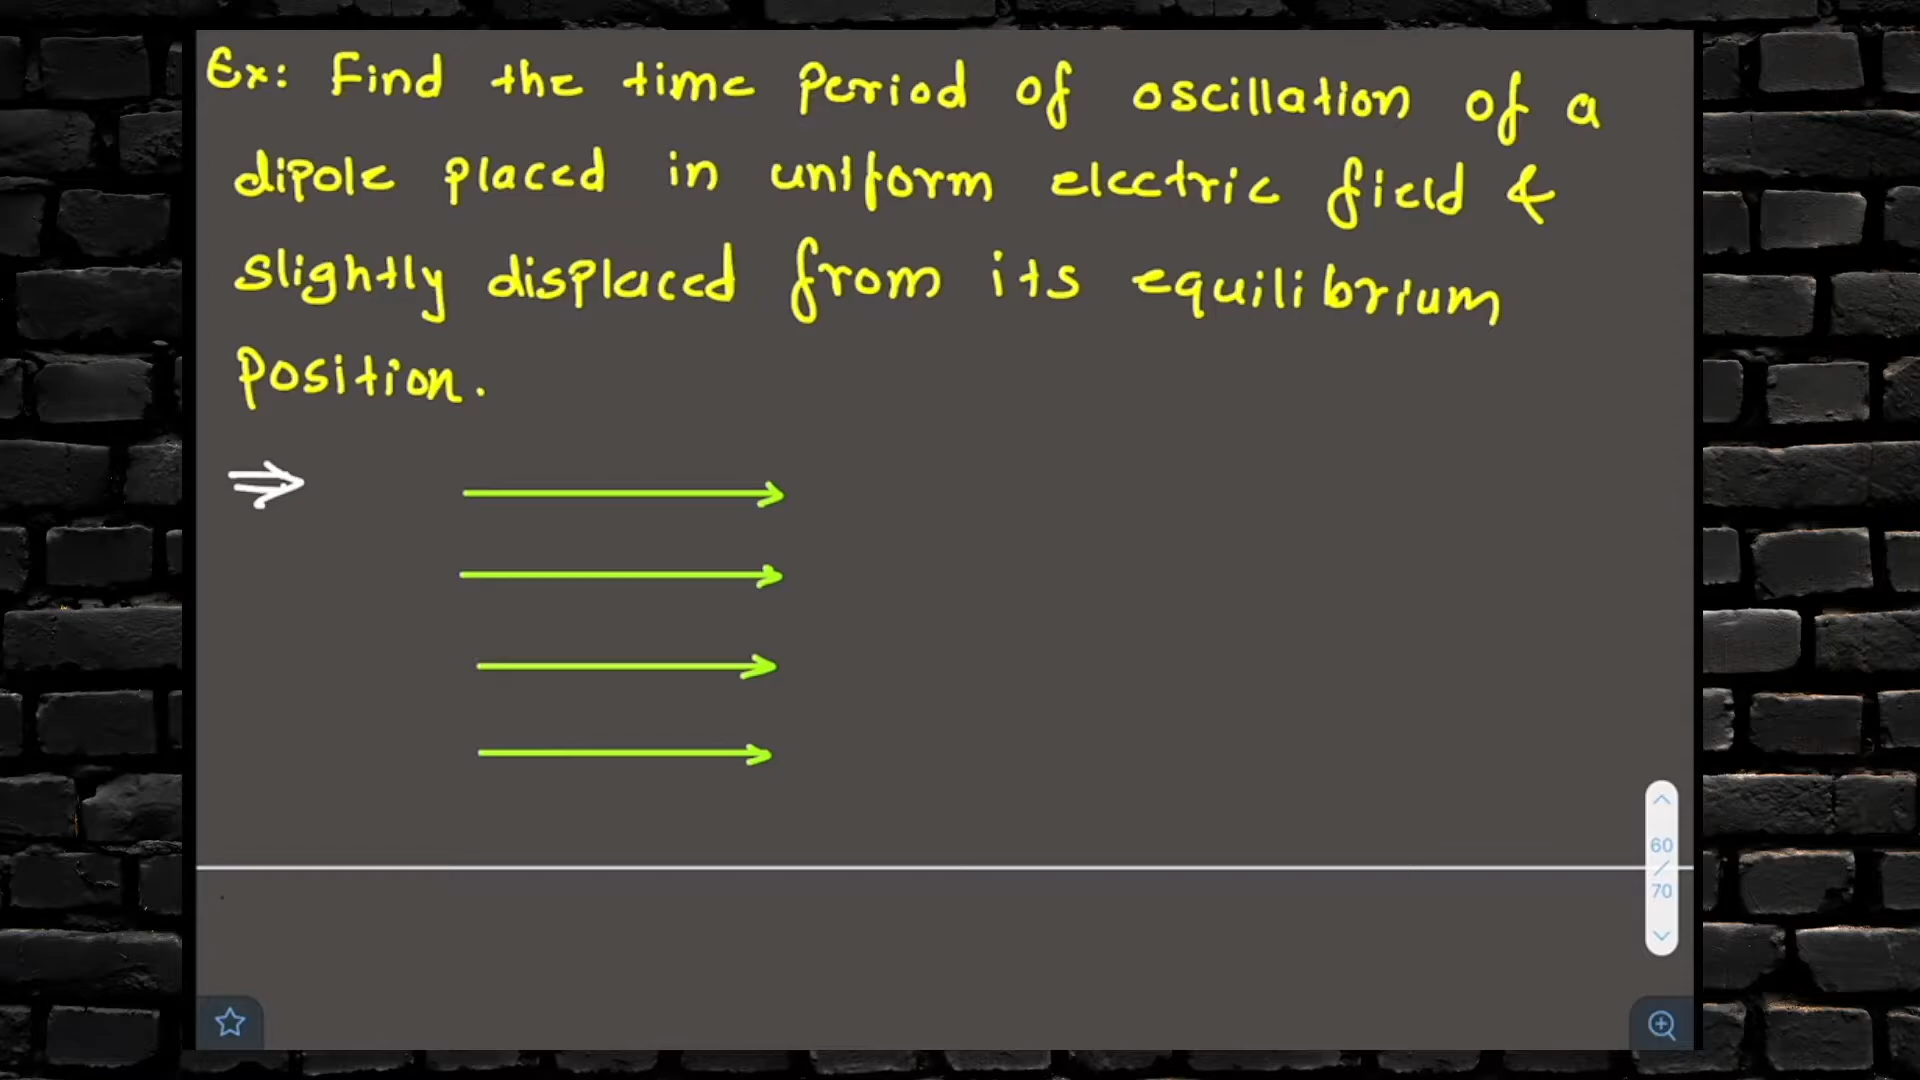 Ex: Find the time period of oscillation of a
dipole placed in uniform electric field &
slightly displaced from its equilibrium
position.
⇒
60
/
70